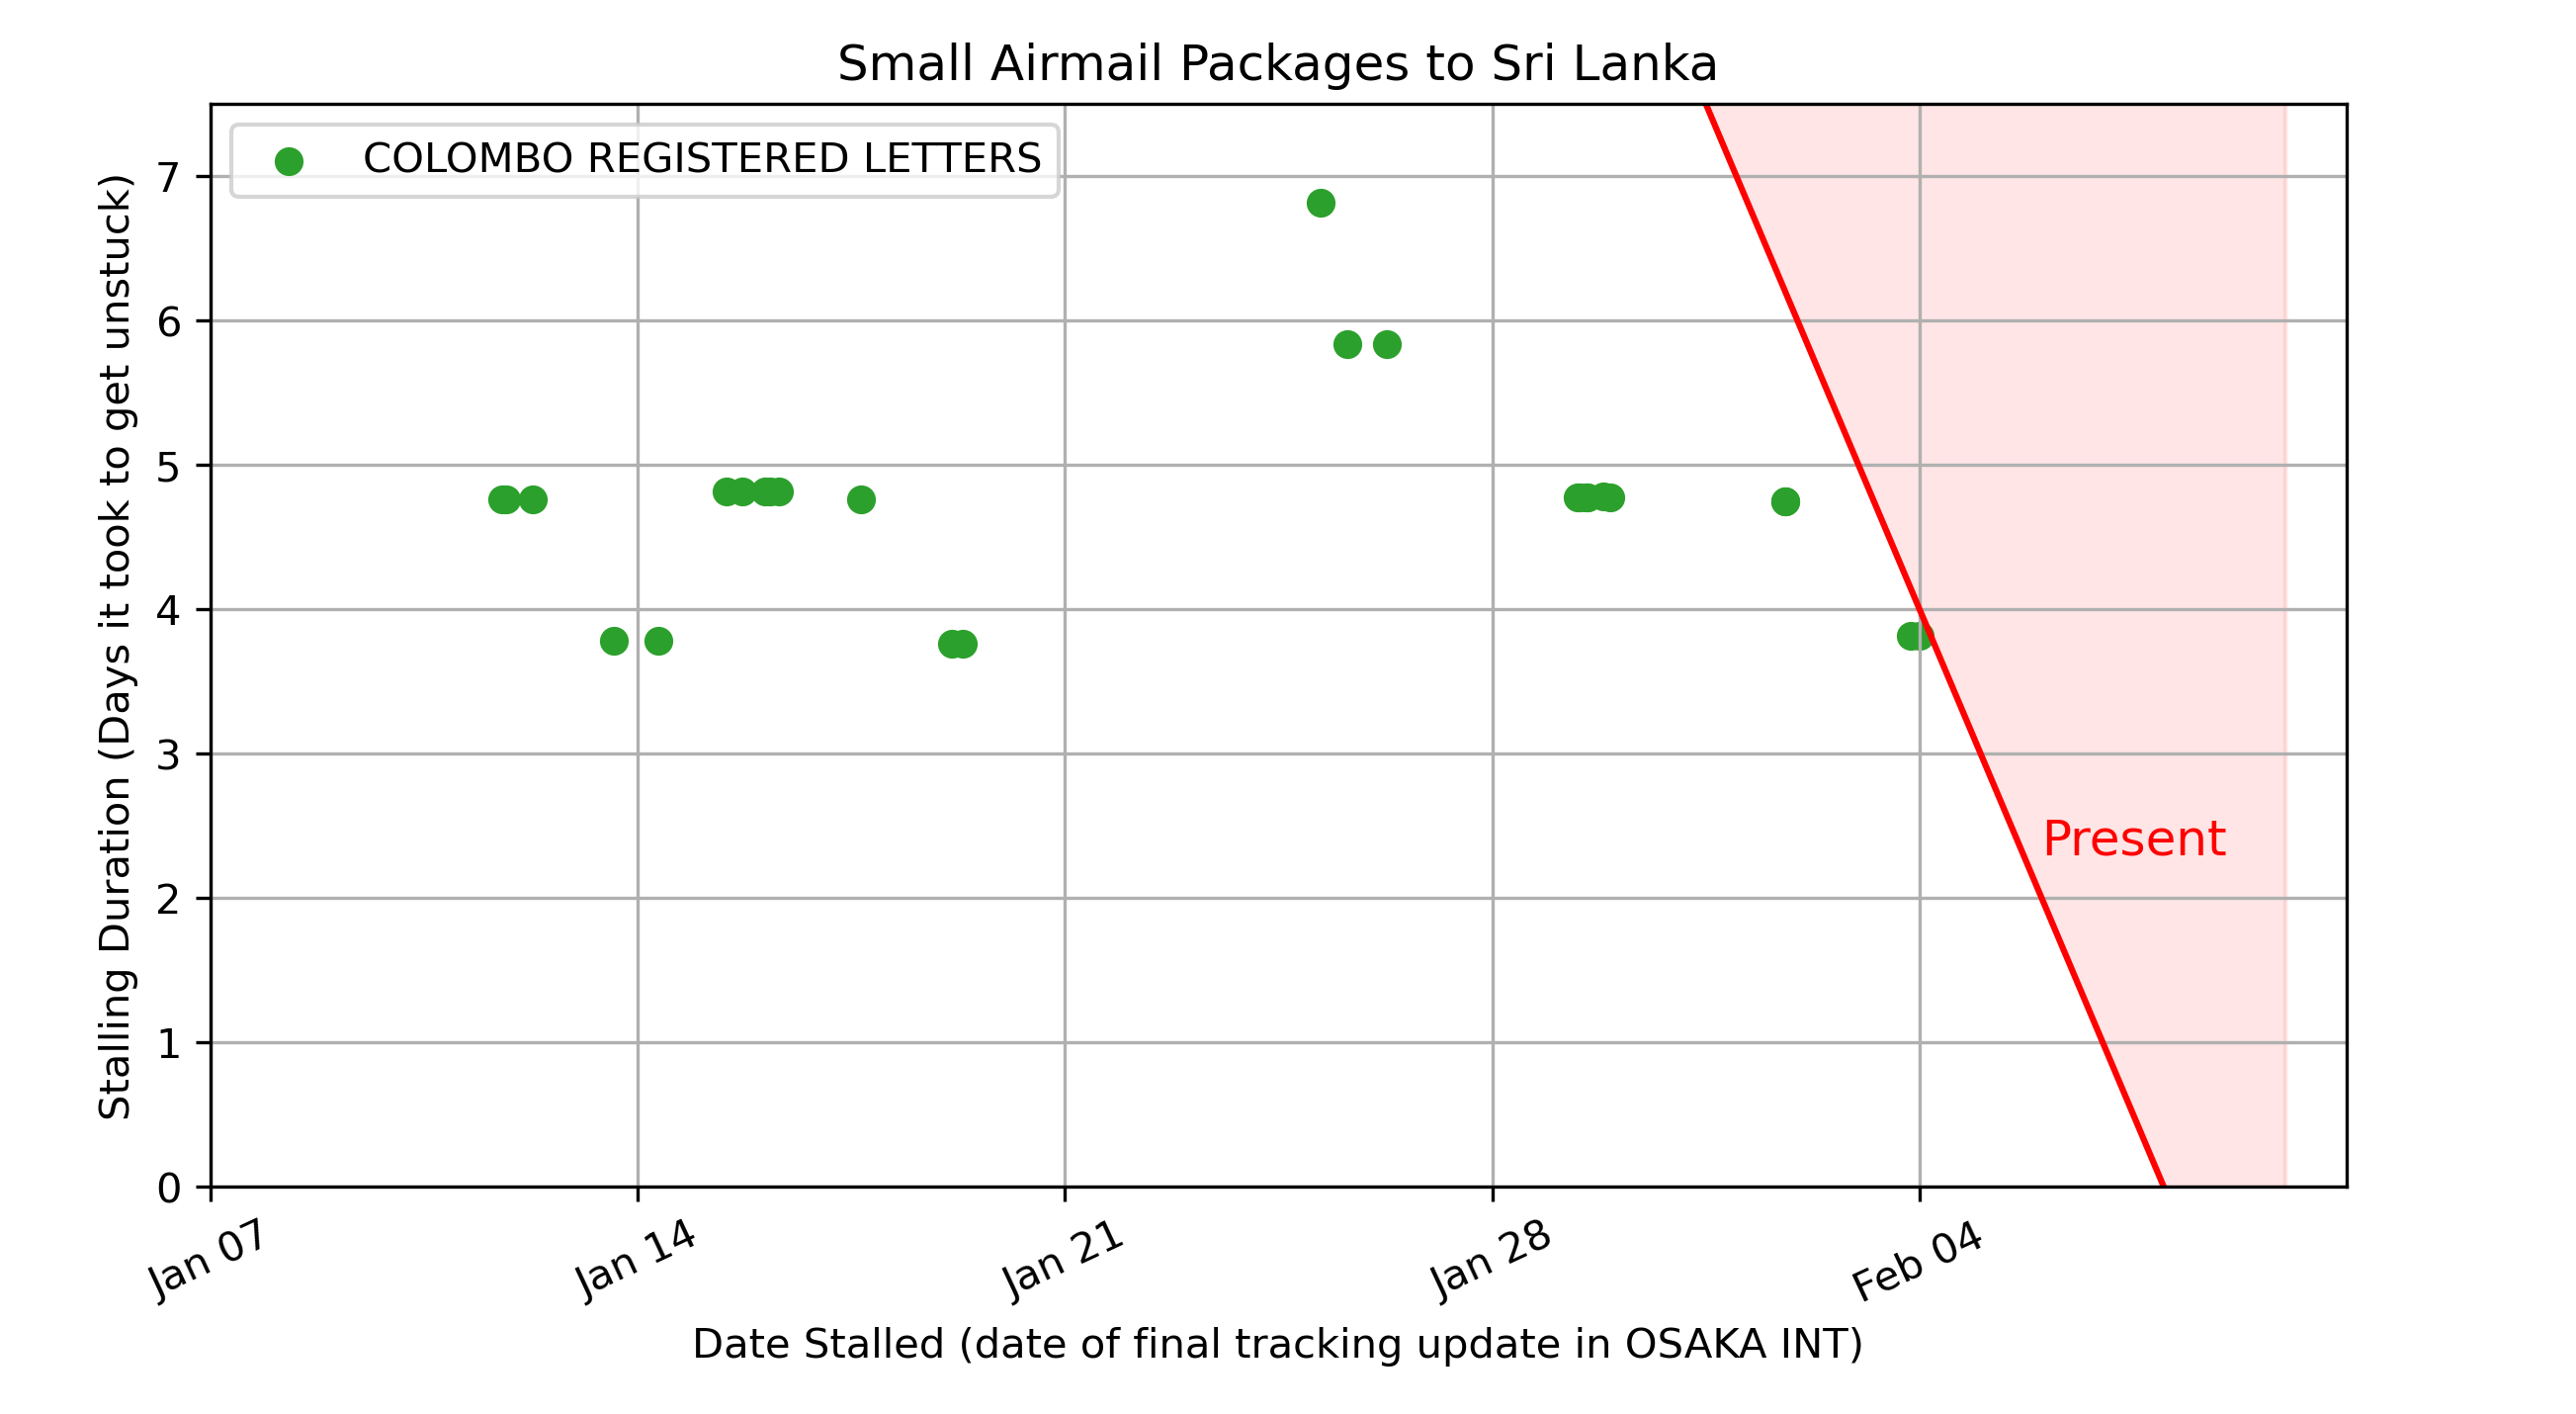 Small Airmail Packages to Sri Lanka
COLOMBO REGISTERED LETTERS
Stalling Duration (Days it took to get unstuck)
7
6
5
4
3
2
1
0
Present
Jan 07
Jan 14
Jan 21
Jan 28
Feb 04
Date Stalled (date of final tracking update in OSAKA INT)